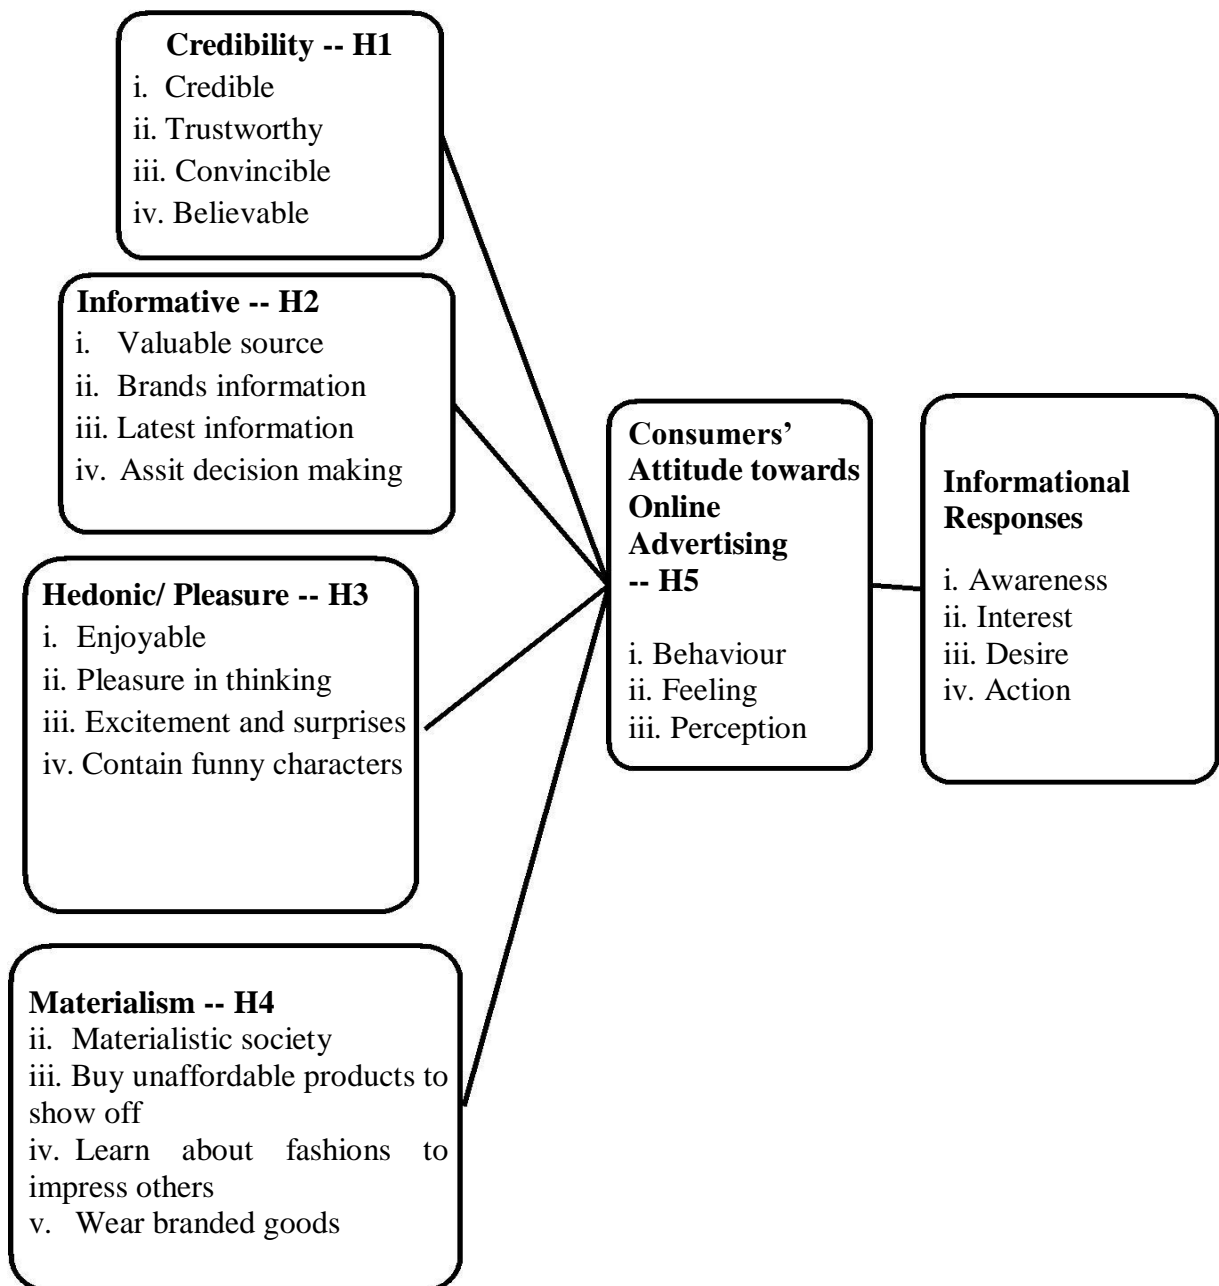 Credibility -- H1
i. Credible
ii. Trustworthy
iii. Convincible
iv. Believable
Informative -- H2
i. Valuable source
ii. Brands information
iii. Latest information
iv. Assit decision making
Hedonic/ Pleasure -- H3
i. Enjoyable
ii. Pleasure in thinking
iii. Excitement and surprises
iv. Contain funny characters
Materialism -- H4
ii. Materialistic society
iii. Buy unaffordable products to
show off
iv. Learn about fashions to
impress others
v. Wear branded goods
Consumers’
Attitude towards
Online
Advertising
-- H5
i. Behaviour
ii. Feeling
iii. Perception
Informational
Responses
i. Awareness
ii. Interest
iii. Desire
iv. Action